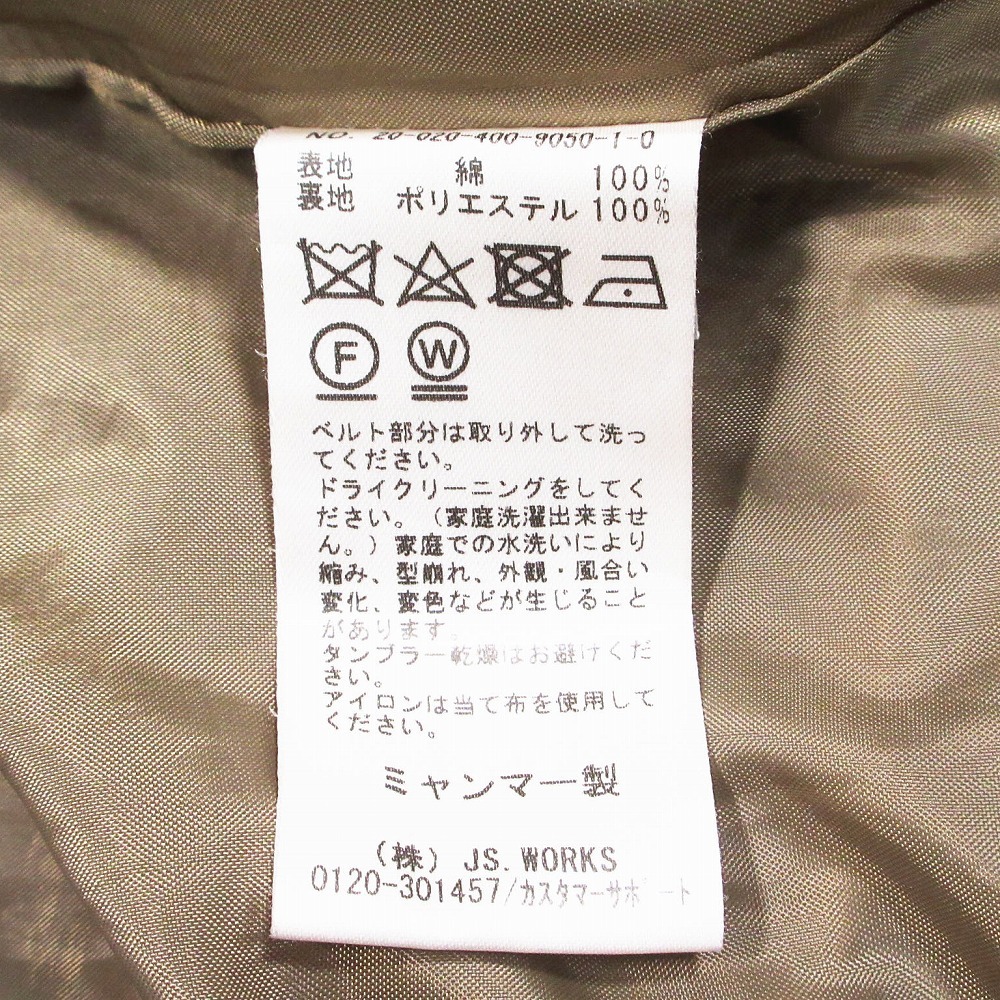 NO. 20-020-400-9050-1-0
表地 綿 100%
裏地 ポリエステル 100%
F W
ベルト部分は取り外して洗っ
てください。
ドライクリーニングをしてく
ださい。(家庭洗濯出来ませ
ん。)家庭での水洗いにより
縮み、型崩れ、外観・風合い
変化、変色などが生じること
があります。
タンブラー乾燥はお避けくだ
さい。
アイロンは当て布を使用して
ください。
ミャンマー製
(株) JS.WORKS
0120-301457/カスタマーサポート